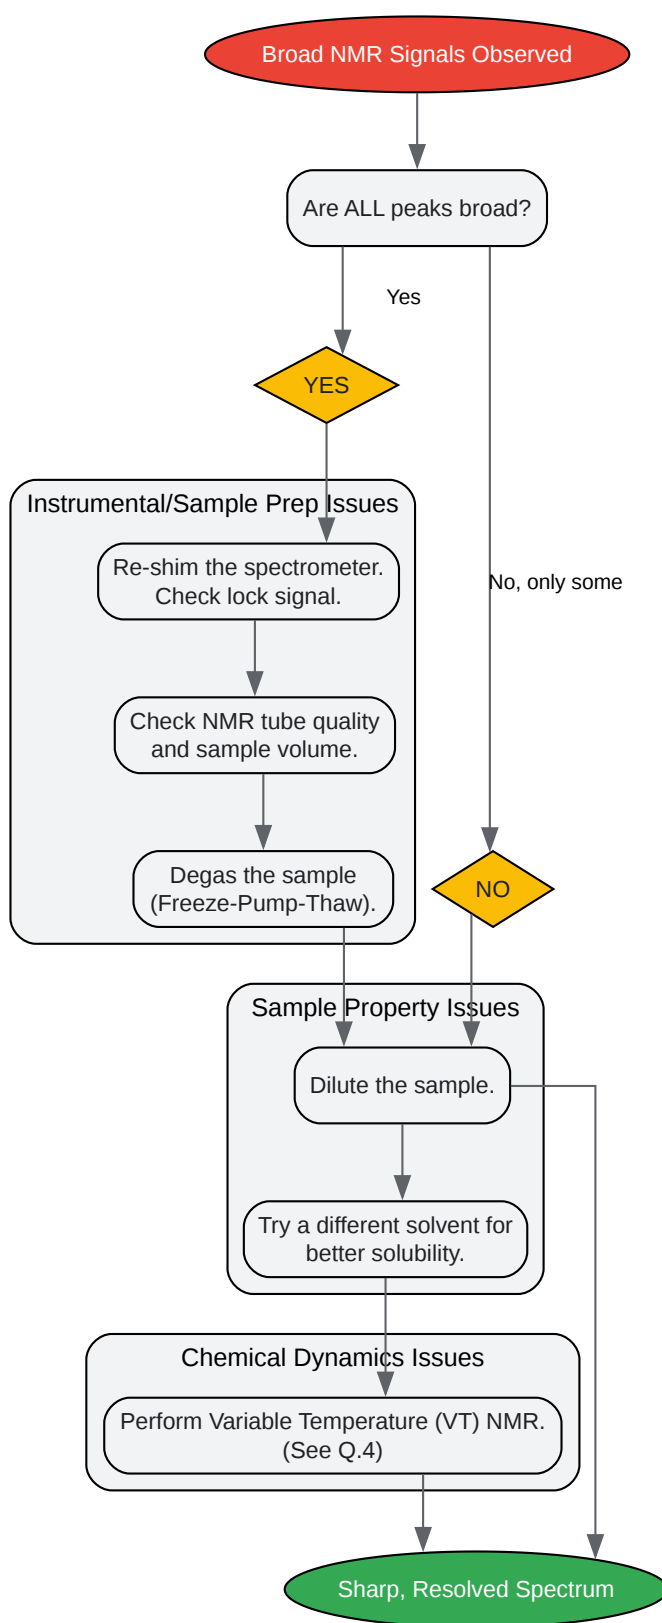 Broad NMR Signals Observed
Are ALL peaks broad?
Yes
YES
Instrumental/Sample Prep Issues
Re-shim the spectrometer.
Check lock signal.
No, only some
Check NMR tube quality
and sample volume.
Degas the sample
(Freeze-Pump-Thaw).
NO
Sample Property Issues
Dilute the sample.
Try a different solvent for
better solubility.
Chemical Dynamics Issues
Perform Variable Temperature (VT) NMR.
(See Q.4)
Sharp, Resolved Spectrum